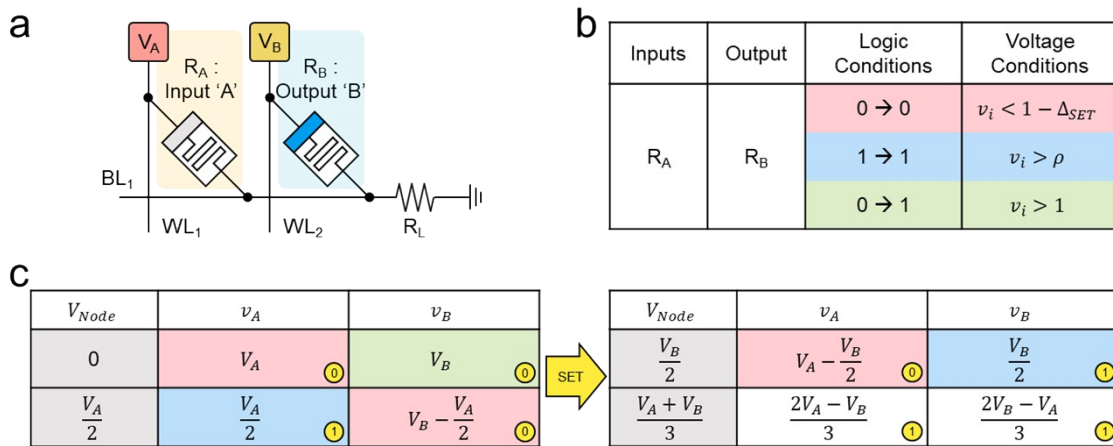 a
V_A
V_B
R_A :
Input 'A'
R_B :
Output 'B'
BL_1
WL_1
WL_2
R_L
b
Inputs Output Logic Conditions Voltage Conditions
R_A R_B
0 → 0 v_i < 1 − Δ_SET
1 → 1 v_i > ρ
0 → 1 v_i > 1
c
V_Node v_A v_B
0 V_A 0 V_B 0
V_A/2 V_A/2 1 V_B − V_A/2 0
SET
V_Node v_A v_B
V_B/2 V_A − V_B/2 0 V_B/2 1
V_A + V_B/3 2V_A − V_B/3 1 2V_B − V_A/3 1